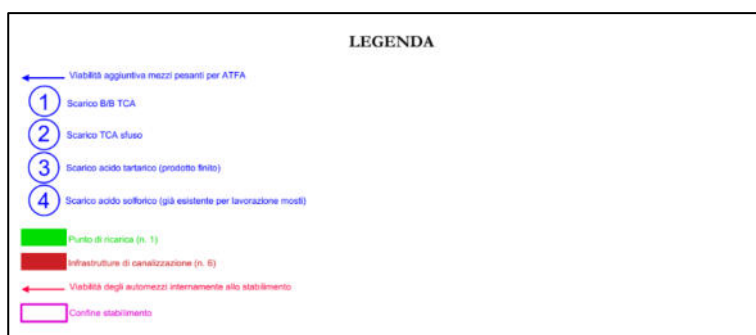 LEGENDA
Viabilità aggiuntiva mezzi pesanti per ATFA
1 Scarico B/B TCA
2 Scarico TCA sfuso
3 Scarico acido tartarico (prodotto finito)
4 Scarico acido solforico (già esistente per lavorazione mosti)
Punto di ricarica (n. 1)
Infrastrutture di canalizzazione (n. 6)
Viabilità degli automezzi internamente allo stabilimento
Confine stabilimento